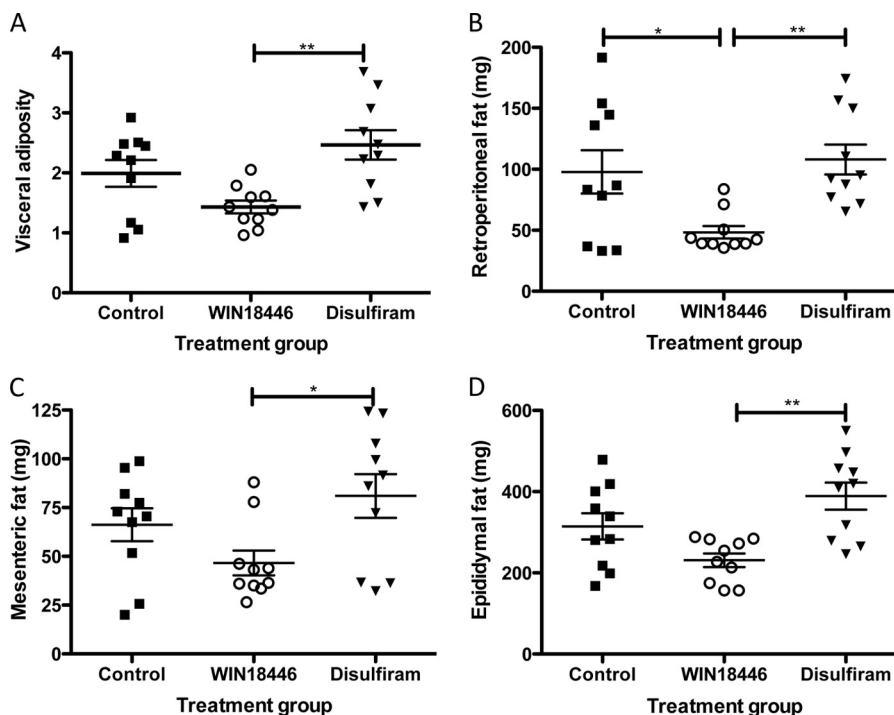 A
**
4
3
2
1
0
Visceral adiposity
Control WIN18446 Disulfiram
Treatment group
B
* **
200
150
100
50
0
Retroperitoneal fat (mg)
Control WIN18446 Disulfiram
Treatment group
C
*
125
100
75
50
25
0
Mesenteric fat (mg)
Control WIN18446 Disulfiram
Treatment group
D
**
600
400
200
0
Epididymal fat (mg)
Control WIN18446 Disulfiram
Treatment group